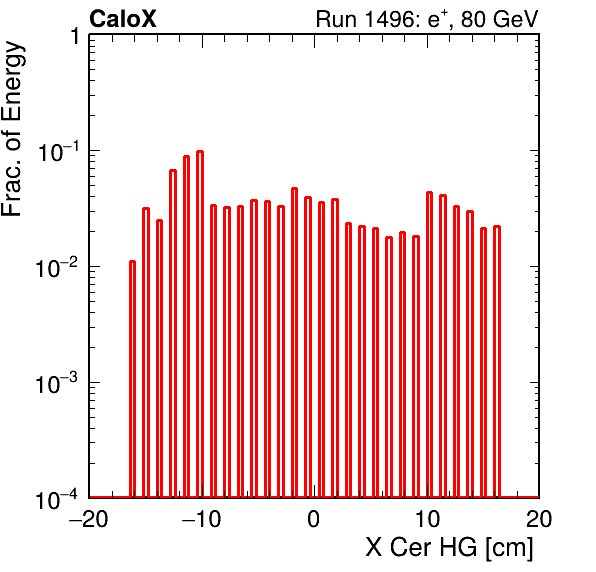 CaloX Run 1496: e⁺, 80 GeV
Frac. of Energy
1
10⁻¹
10⁻²
10⁻³
10⁻⁴
−20 −10 0 10 20
X Cer HG [cm]